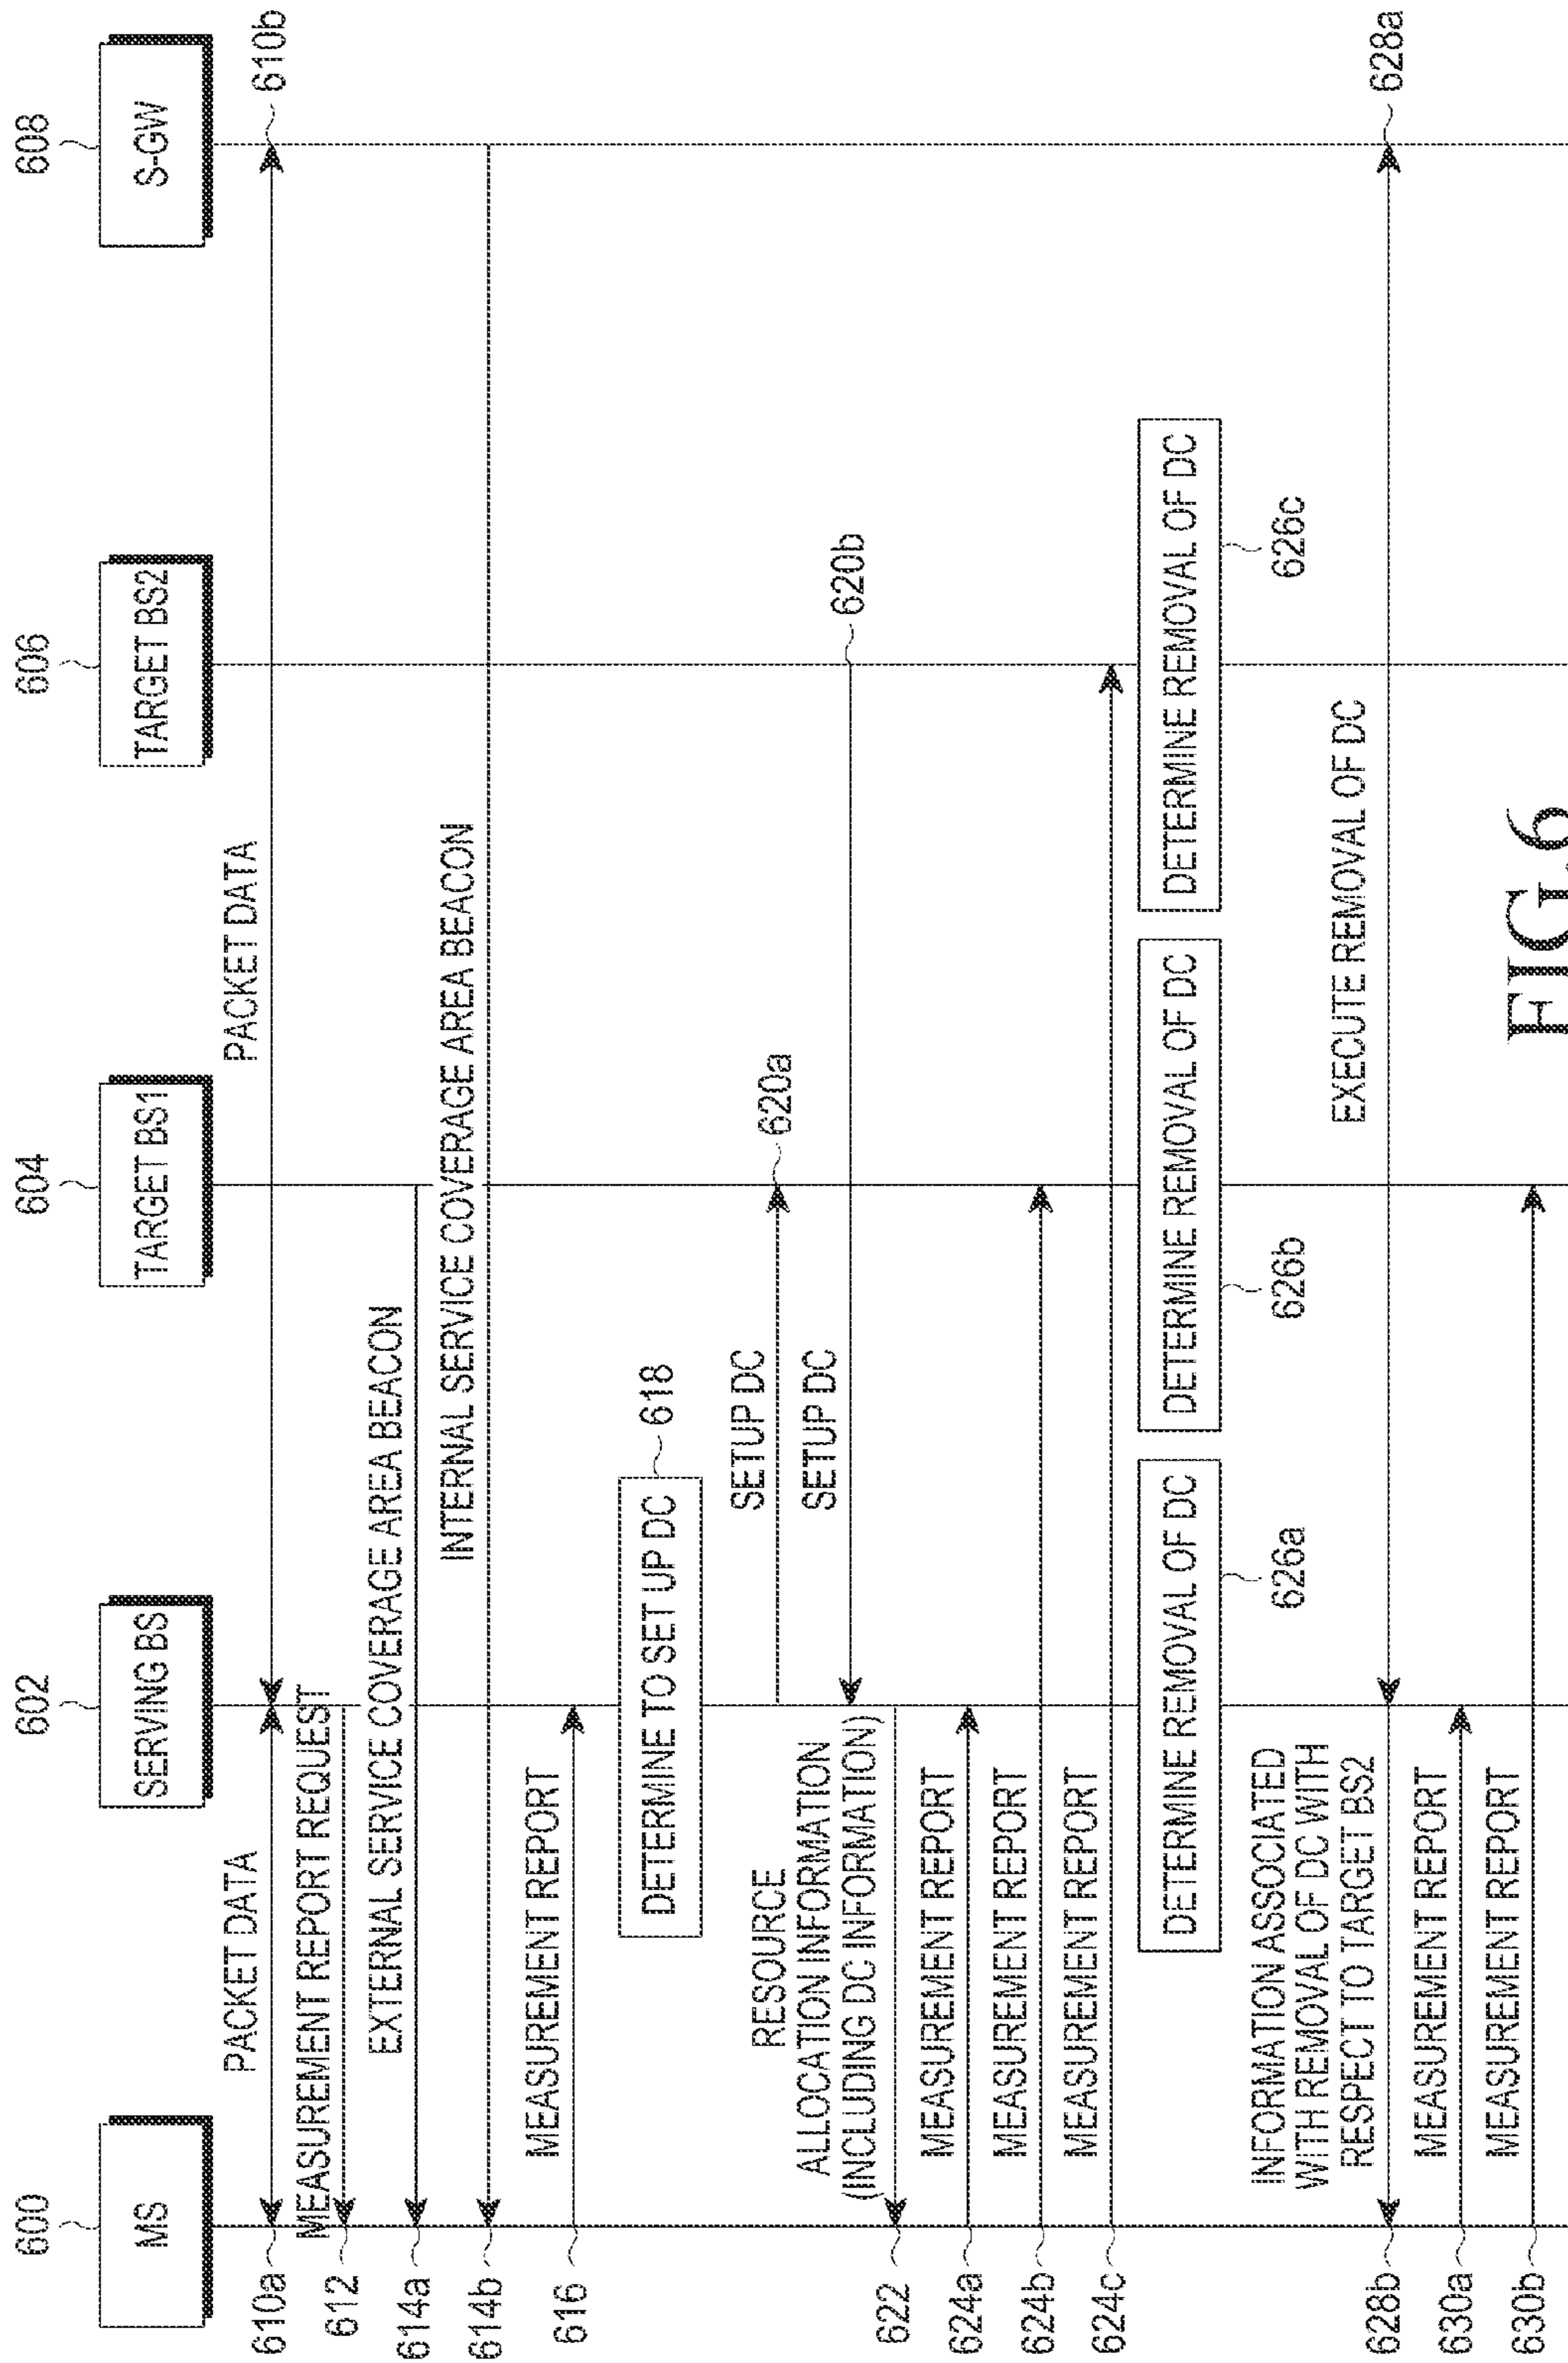 600
602
604
606
608
MS
SERVING BS
TARGET BS1
TARGET BS2
S-GW
610a
PACKET DATA
PACKET DATA
610b
612
MEASUREMENT REPORT REQUEST
614a
EXTERNAL SERVICE COVERAGE AREA BEACON
614b
INTERNAL SERVICE COVERAGE AREA BEACON
616
MEASUREMENT REPORT
DETERMINE TO SET UP DC
618
SETUP DC
620a
SETUP DC
620b
622
RESOURCE
ALLOCATION INFORMATION
(INCLUDING DC INFORMATION)
624a
MEASUREMENT REPORT
624b
MEASUREMENT REPORT
624c
MEASUREMENT REPORT
DETERMINE REMOVAL OF DC
DETERMINE REMOVAL OF DC
DETERMINE REMOVAL OF DC
626a
626b
626c
EXECUTE REMOVAL OF DC
628a
628b
INFORMATION ASSOCIATED
WITH REMOVAL OF DC WITH
RESPECT TO TARGET BS2
630a
MEASUREMENT REPORT
630b
MEASUREMENT REPORT
FIG.6